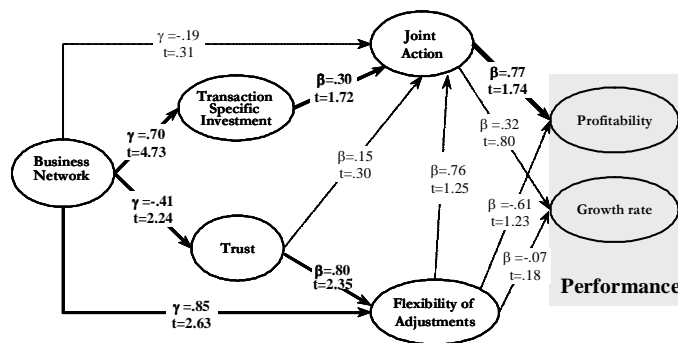 γ =-.19
t=.31
Joint
Action
β=.30
t=1.72
β=.77
t=1.74
Transaction
Specific
Investment
γ =.70
t=4.73
Profitability
β =.32
t=.80
β=.15
t=.30
Business
Network
β=.76
t=1.25
γ=-.41
t=2.24
β =-.61
t=1.23
Growth rate
Trust
β=.80
t=2.35
β=-.07
t=.18
Performance
γ=.85
t=2.63
Flexibility of
Adjustments